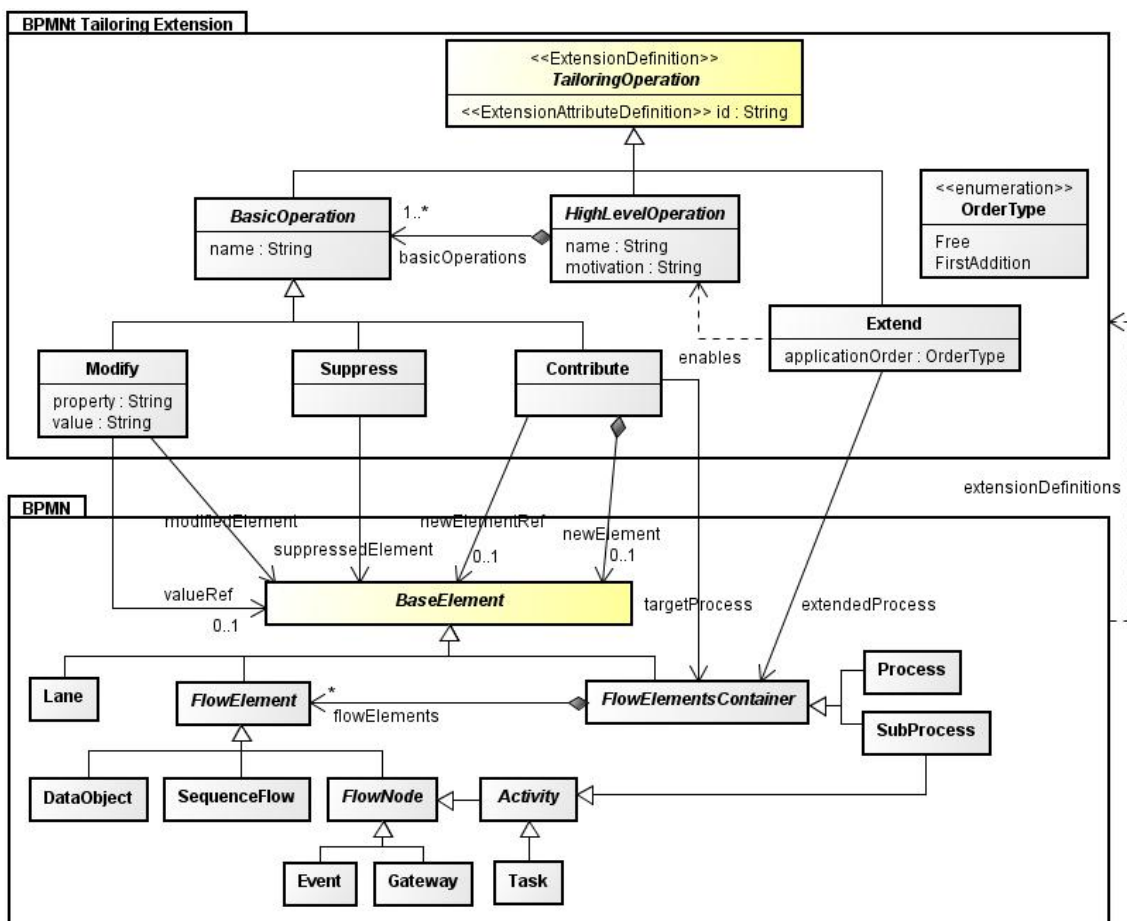 BPMNt Tailoring Extension
<<ExtensionDefinition>>
TailoringOperation
<<ExtensionAttributeDefinition>> id : String
BasicOperation
name : String
1..*
basicOperations
HighLevelOperation
name : String
motivation : String
<<enumeration>>
OrderType
Free
FirstAddition
enables
Extend
applicationOrder : OrderType
Modify
property : String
value : String
Suppress
Contribute
extensionDefinitions
BPMN
modifiedElement
suppressedElement
newElementRef
0..1
newElement
0..1
valueRef
0..1
BaseElement
targetProcess
extendedProcess
Lane
FlowElement
*
flowElements
FlowElementsContainer
Process
SubProcess
DataObject
SequenceFlow
FlowNode
Activity
Event
Gateway
Task